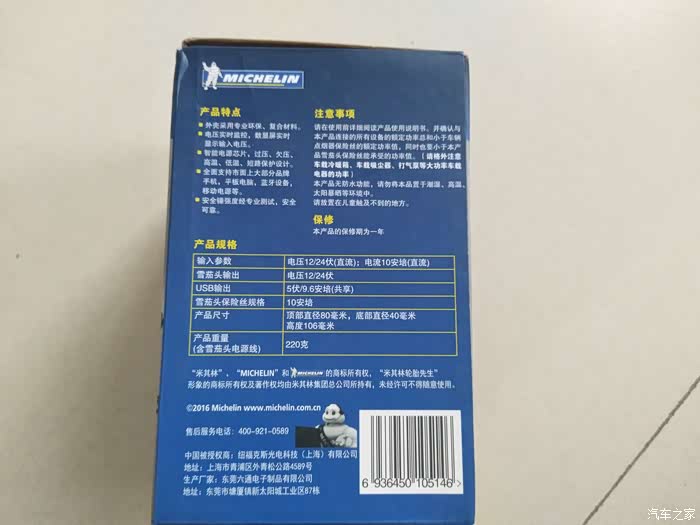 MICHELIN
产品特点
外壳采用专业环保、复合材料。
电压实时监控，数显屏实时
显示输入电压。
智能电源芯片，过压、欠压、
高温、低温、短路保护设计。
全面支持市面上大部分品牌
手机，平板电脑，蓝牙设备，
移动电源等。
安全锤强度经专业测试，安全
可靠。
注意事项
请在使用前详细阅读产品使用说明书，并确认与
本产品连接的所有设备的额定功率总和小于车辆
点烟器保险丝的额定功率值，同时也要小于本产
品雪茄头保险丝能承受的功率值。（请格外注意
车载冷暖箱、车载吸尘器、打气泵等大功率车载
电器的功率）
本产品无防水功能，请勿将本品置于潮湿、高温、
太阳暴晒等环境中。
请放置在儿童触及不到的地方。
保修
本产品的保修期为一年
产品规格
输入参数 电压12/24伏(直流)；电流10安培(直流)
雪茄头输出 电压12/24伏
USB输出 5伏/9.6安培(共享)
雪茄头保险丝规格 10安培
产品尺寸 顶部直径80毫米，底部直径40毫米
高度106毫米
产品重量
(含雪茄头电源线) 220克
“米其林”、“MICHELIN”和 MICHELIN 的商标所有权，“米其林轮胎先生”
形象的商标所有权及著作权均由米其林集团总公司所持有，未经许可不得随意使用。
©2016 Michelin www.michelin.com.cn
售后服务电话：400-921-0589
中国被授权商：纽福克斯光电科技（上海）有限公司
地址：上海市青浦区外青松公路4589号
生产厂家：东莞六通电子制品有限公司
地址：东莞市塘厦镇新太阳城工业区87栋
6 936450 105146
汽车之家